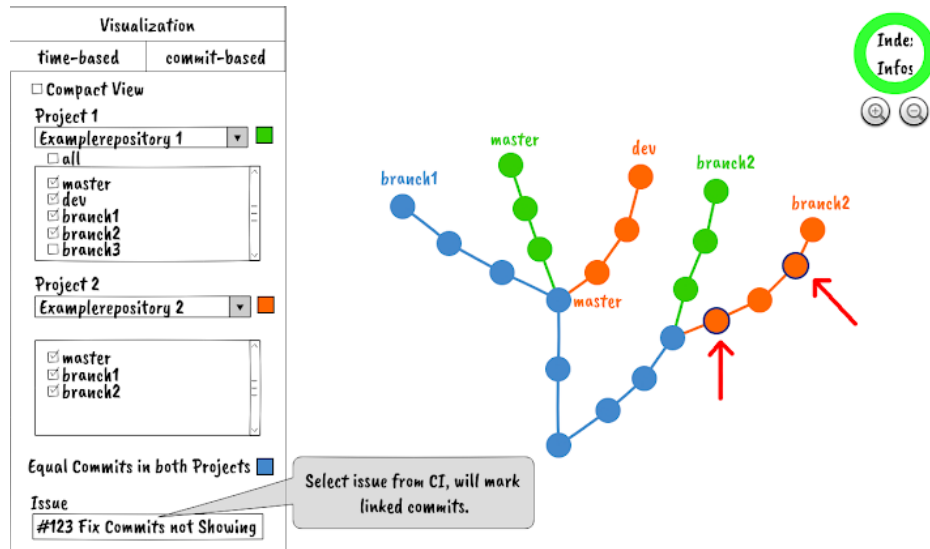 Visualization
time-based
commit-based
Compact View
Project 1
Examplerepository 1
all
master
dev
branch1
branch2
branch3
Project 2
Examplerepository 2
master
branch1
branch2
Equal Commits in both Projects
Issue
#123 Fix Commits not Showing
Select issue from CI, will mark
linked commits.
branch1
master
dev
branch2
branch2
master
Inde
Infos